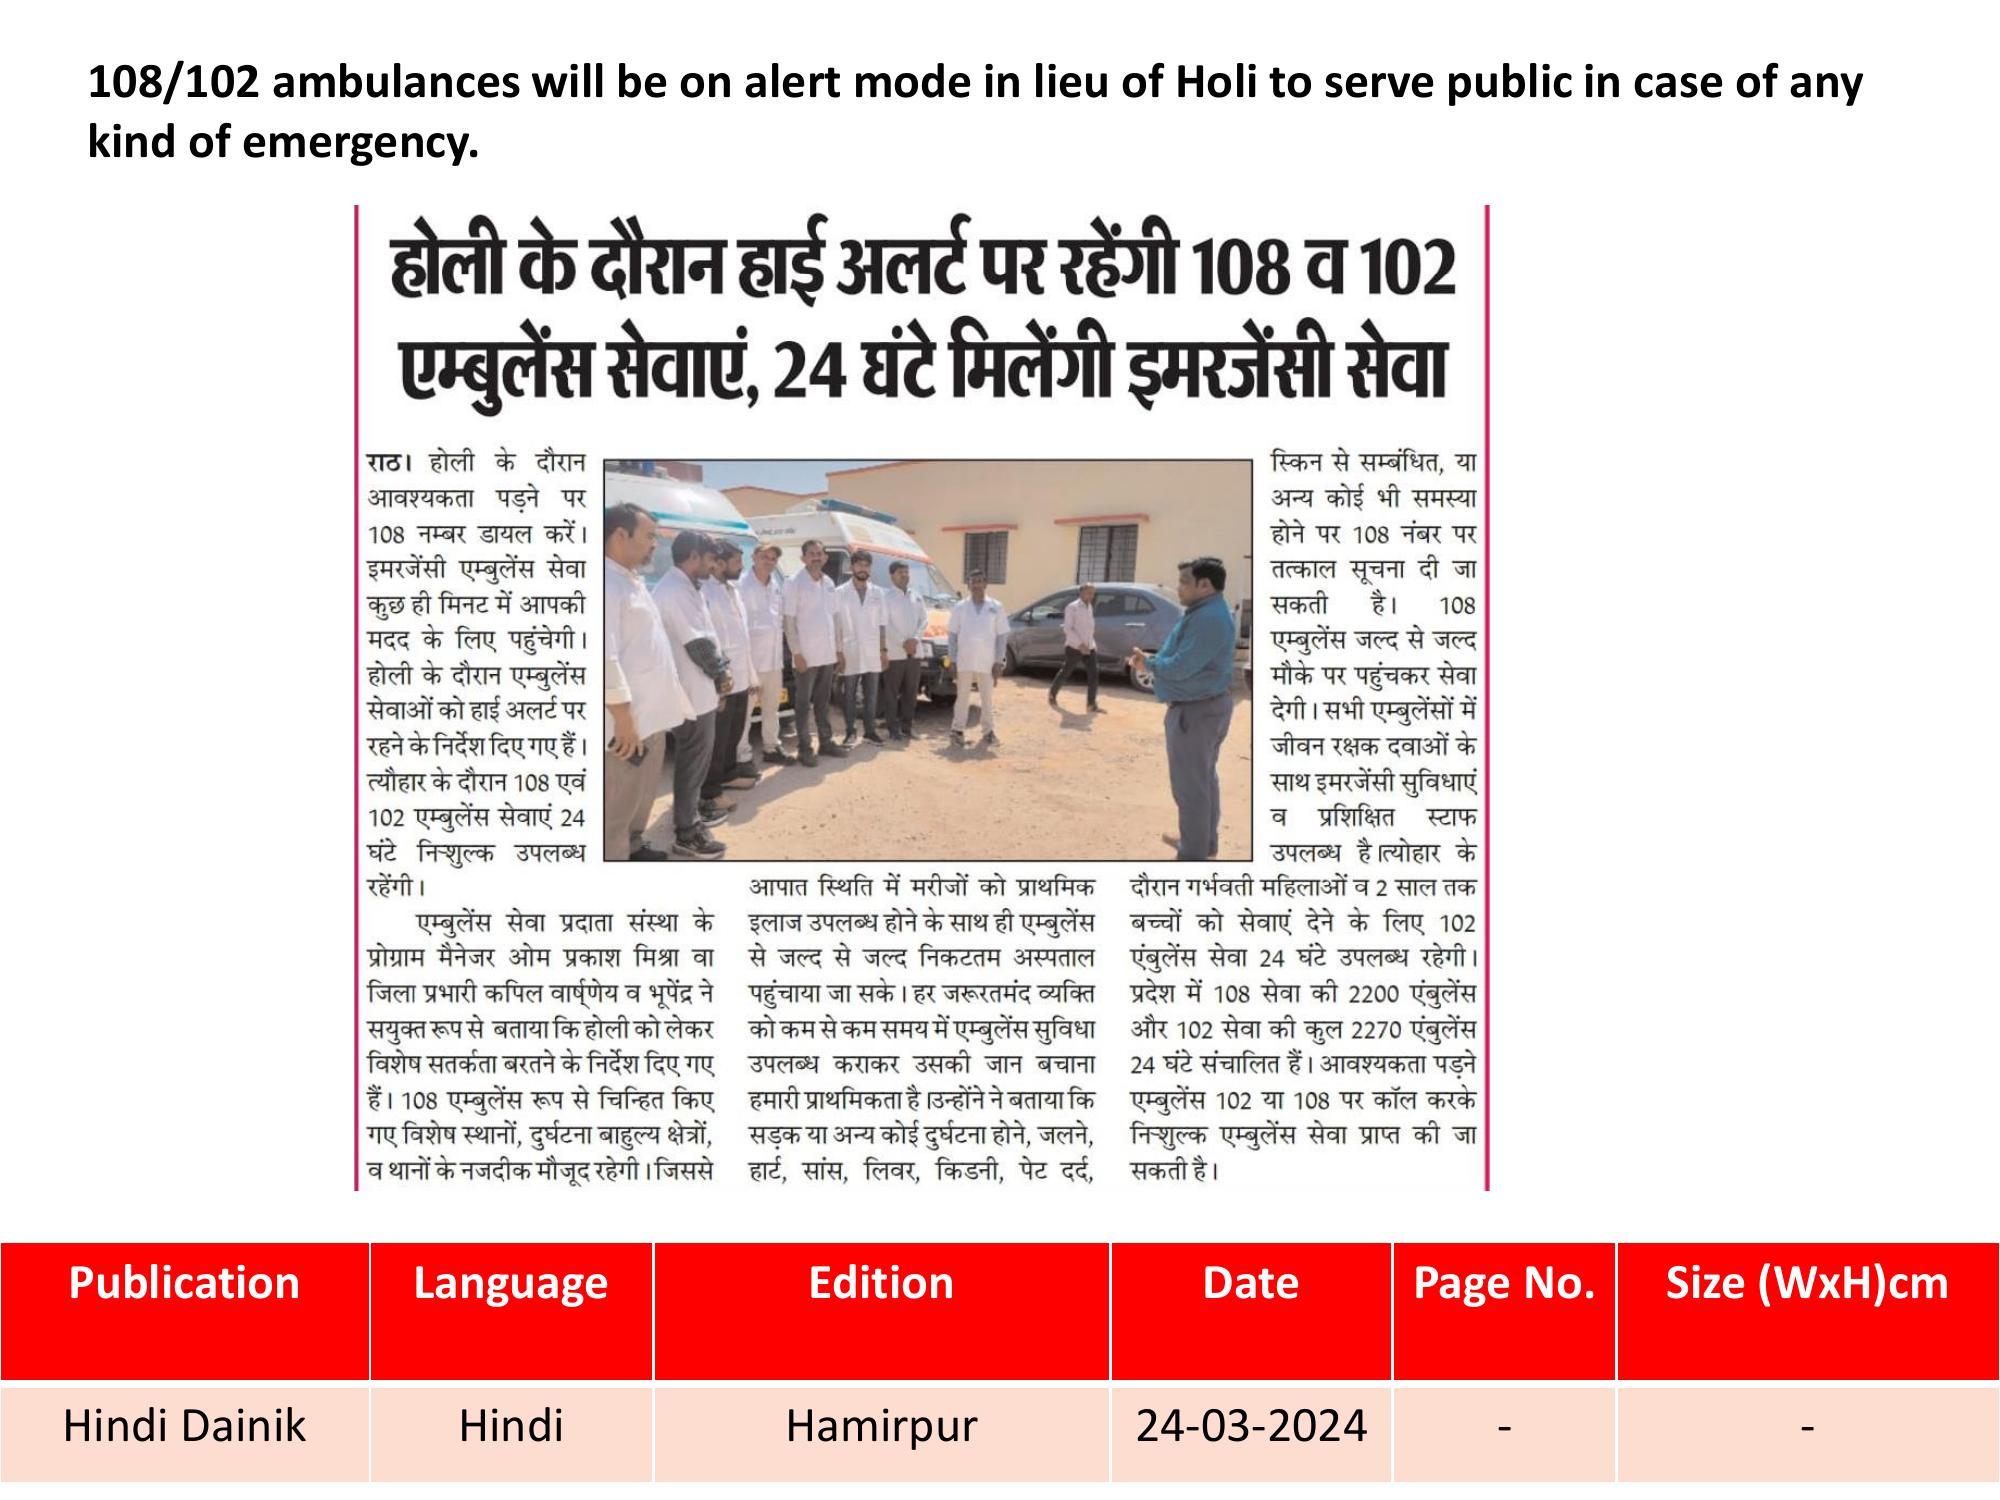 108/102 ambulances will be on alert mode in lieu of Holi to serve public in case of any
kind of emergency.
होली के दौरान हाई अलर्ट पर रहेंगी 108 व 102
एम्बुलेंस सेवाएं, 24 घंटे मिलेंगी इमरजेंसी सेवा
राठ। होली के दौरान
आवश्यकता पड़ने पर
108 नम्बर डायल करें।
इमरजेंसी एम्बुलेंस सेवा
कुछ ही मिनट में आपकी
मदद के लिए पहुंचेगी।
होली के दौरान एम्बुलेंस
सेवाओं को हाई अलर्ट पर
रहने के निर्देश दिए गए हैं।
त्यौहार के दौरान 108 एवं
102 एम्बुलेंस सेवाएं 24
घंटे निऱ्शुल्क उपलब्ध
रहेंगी।
एम्बुलेंस सेवा प्रदाता संस्था के
प्रोग्राम मैनेजर ओम प्रकाश मिश्रा वा
जिला प्रभारी कपिल वार्ष्णेय व भूपेंद्र ने
सयुक्त रूप से बताया कि होली को लेकर
विशेष सतर्कता बरतने के निर्देश दिए गए
हैं। 108 एम्बुलेंस रूप से चिन्हित किए
गए विशेष स्थानों, दुर्घटना बाहुल्य क्षेत्रों,
व थानों के नजदीक मौजूद रहेगी। जिससे
आपात स्थिति में मरीजों को प्राथमिक
इलाज उपलब्ध होने के साथ ही एम्बुलेंस
से जल्द से जल्द निकटतम अस्पताल
पहुंचाया जा सके। हर जरूरतमंद व्यक्ति
को कम से कम समय में एम्बुलेंस सुविधा
उपलब्ध कराकर उसकी जान बचाना
हमारी प्राथमिकता है।उन्होंने ने बताया कि
सड़क या अन्य कोई दुर्घटना होने, जलने,
हार्ट, सांस, लिवर, किडनी, पेट दर्द,
स्किन से सम्बंधित, या
अन्य कोई भी समस्या
होने पर 108 नंबर पर
तत्काल सूचना दी जा
सकती है। 108
एम्बुलेंस जल्द से जल्द
मौके पर पहुंचकर सेवा
देगी। सभी एम्बुलेंसों में
जीवन रक्षक दवाओं के
साथ इमरजेंसी सुविधाएं
व प्रशिक्षित स्टाफ
उपलब्ध है।त्योहार के
दौरान गर्भवती महिलाओं व 2 साल तक
बच्चों को सेवाएं देने के लिए 102
एंबुलेंस सेवा 24 घंटे उपलब्ध रहेगी।
प्रदेश में 108 सेवा की 2200 एंबुलेंस
और 102 सेवा की कुल 2270 एंबुलेंस
24 घंटे संचालित हैं। आवश्यकता पड़ने
एम्बुलेंस 102 या 108 पर कॉल करके
निऱ्शुल्क एम्बुलेंस सेवा प्राप्त की जा
सकती है।
Publication Language Edition Date Page No. Size (WxH)cm
Hindi Dainik Hindi Hamirpur 24-03-2024 - -